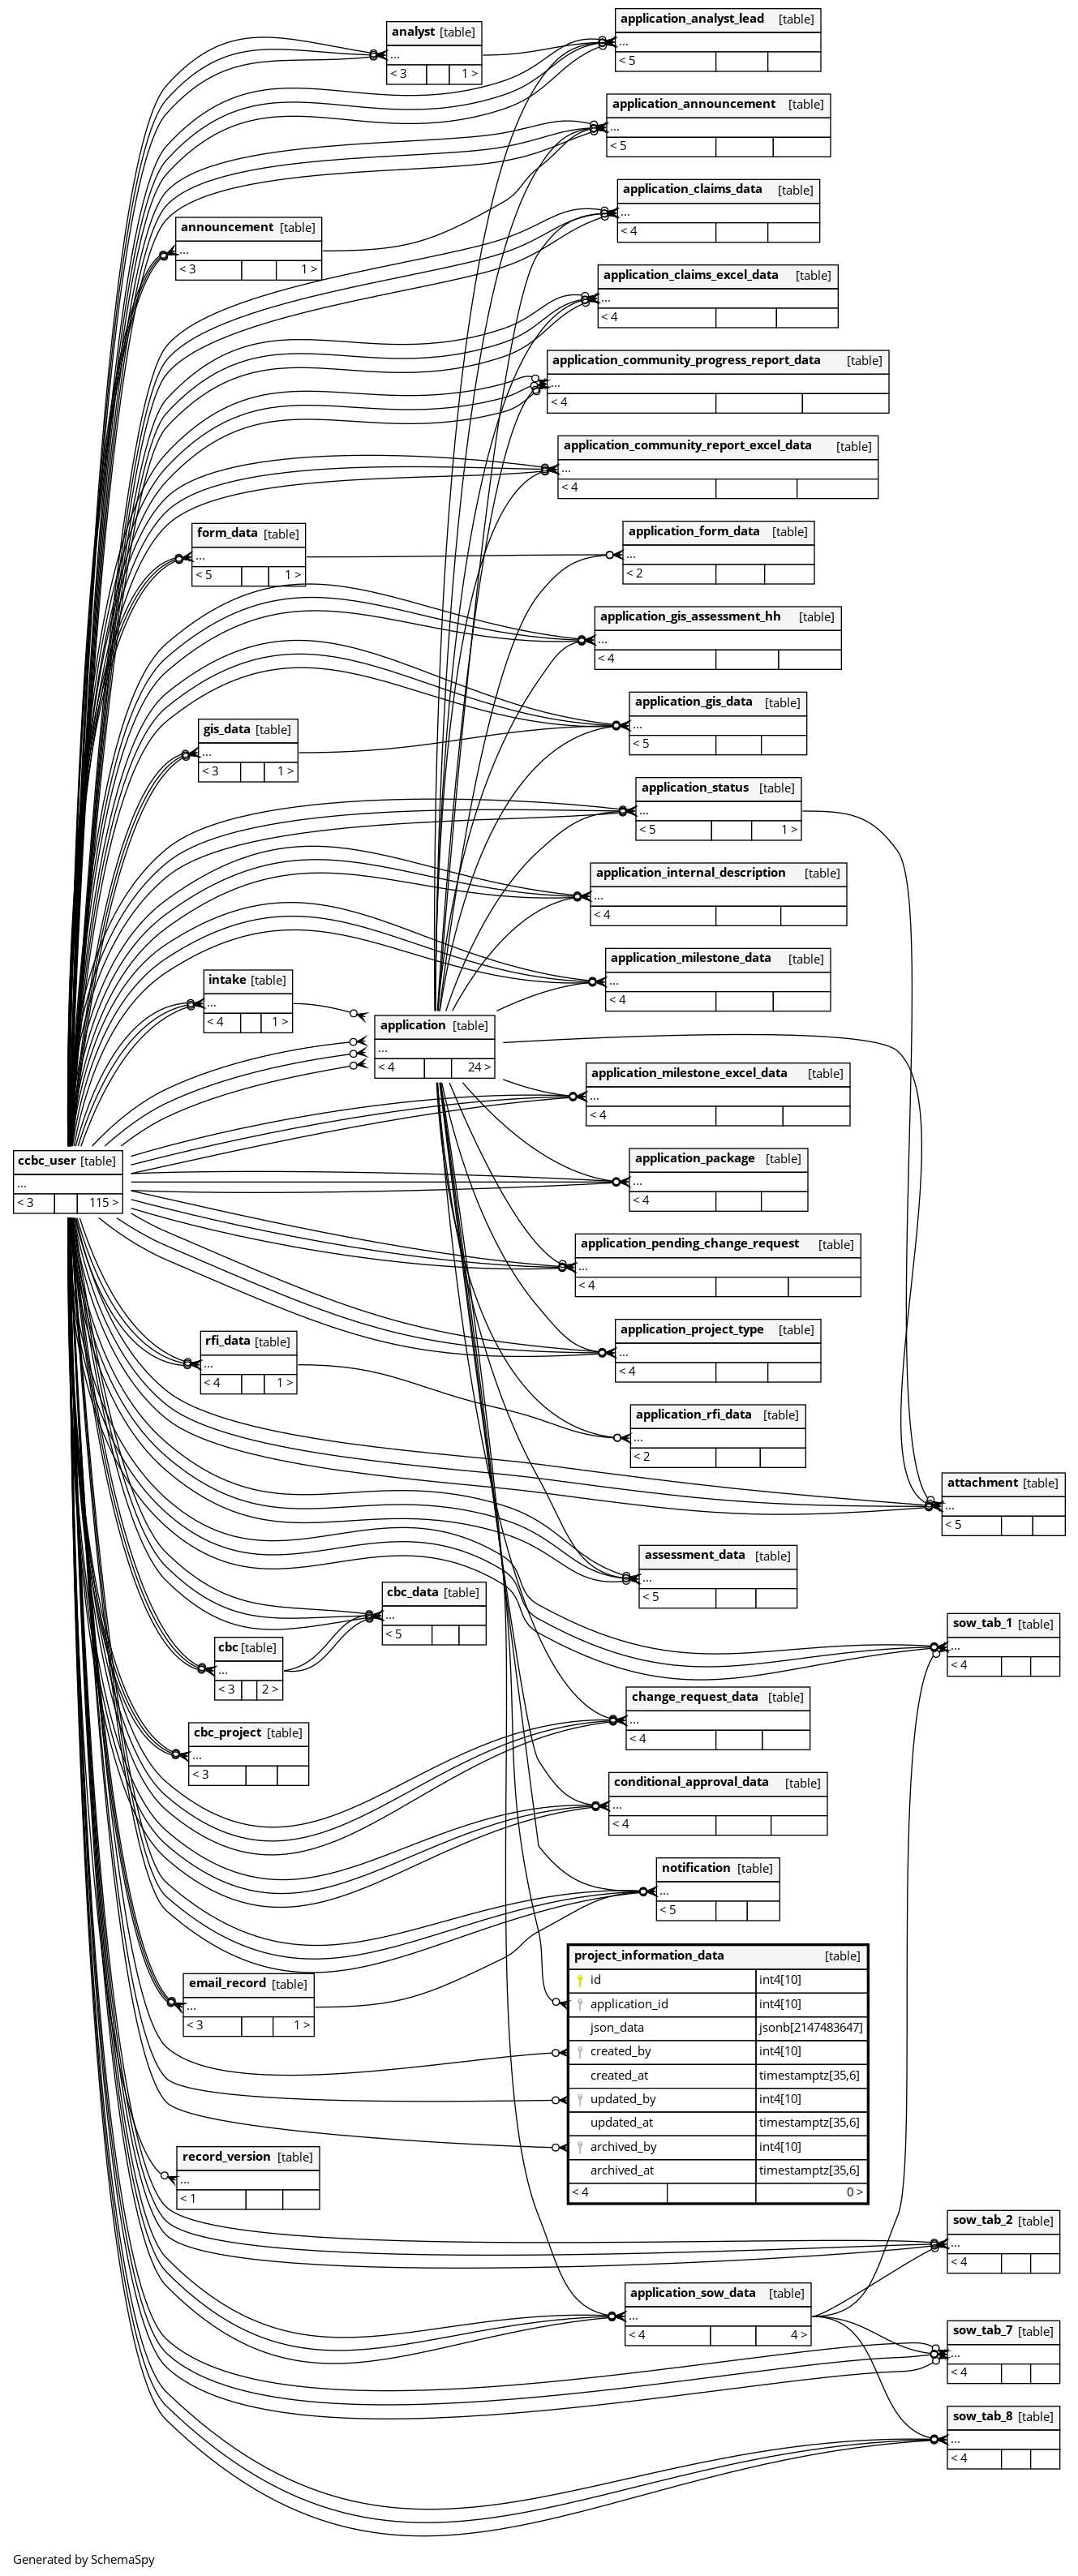 analyst [table]
...
< 3 1 >
application_analyst_lead [table]
...
< 5
application_announcement [table]
...
< 5
application_claims_data [table]
...
< 4
announcement [table]
...
< 3 1 >
application_claims_excel_data [table]
...
< 4
application_community_progress_report_data [table]
...
< 4
application_community_report_excel_data [table]
...
< 4
form_data [table]
...
< 5 1 >
application_form_data [table]
...
< 2
application_gis_assessment_hh [table]
...
< 4
application_gis_data [table]
...
< 5
gis_data [table]
...
< 3 1 >
application_status [table]
...
< 5 1 >
application_internal_description [table]
...
< 4
application_milestone_data [table]
...
< 4
intake [table]
...
< 4 1 >
application [table]
...
< 4 24 >
application_milestone_excel_data [table]
...
< 4
ccbc_user [table]
...
< 3 115 >
application_package [table]
...
< 4
application_pending_change_request [table]
...
< 4
application_project_type [table]
...
< 4
rfi_data [table]
...
< 4 1 >
application_rfi_data [table]
...
< 2
attachment [table]
...
< 5
assessment_data [table]
...
< 5
cbc_data [table]
...
< 5
sow_tab_1 [table]
...
< 4
cbc [table]
...
< 3 2 >
change_request_data [table]
...
< 4
cbc_project [table]
...
< 3
conditional_approval_data [table]
...
< 4
notification [table]
...
< 5
email_record [table]
...
< 3 1 >
project_information_data [table]
id int4[10]
application_id int4[10]
json_data jsonb[2147483647]
created_by int4[10]
created_at timestamptz[35,6]
updated_by int4[10]
updated_at timestamptz[35,6]
archived_by int4[10]
archived_at timestamptz[35,6]
< 4 0 >
record_version [table]
...
< 1
sow_tab_2 [table]
...
< 4
application_sow_data [table]
...
< 4 4 >
sow_tab_7 [table]
...
< 4
sow_tab_8 [table]
...
< 4
Generated by SchemaSpy